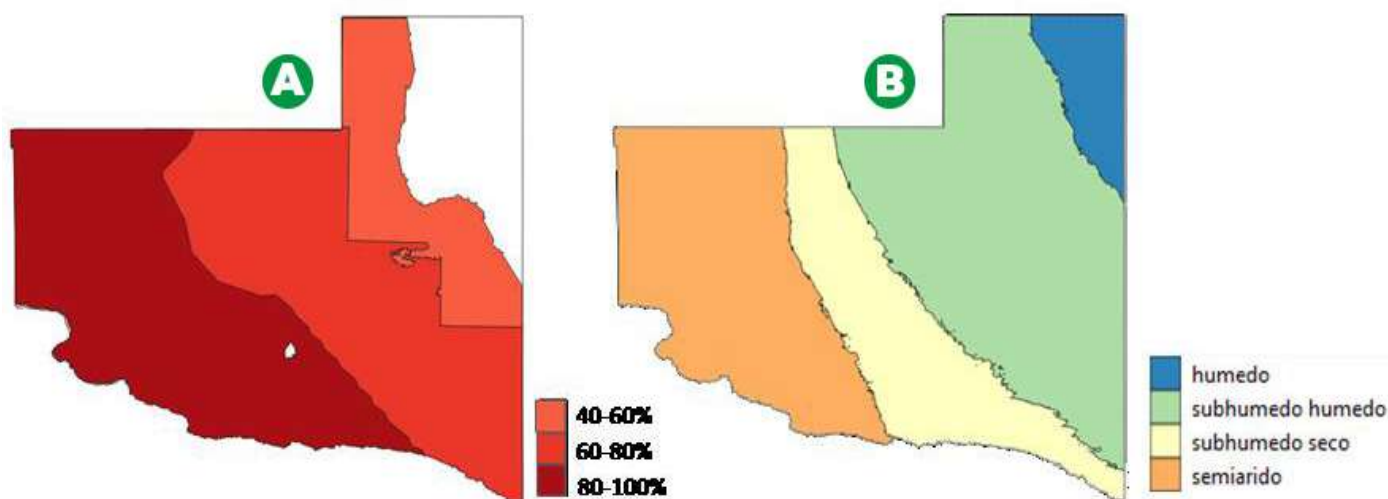 A
B
40-60%
60-80%
80-100%
humedo
subhumedo humedo
subhumedo seco
semiarido